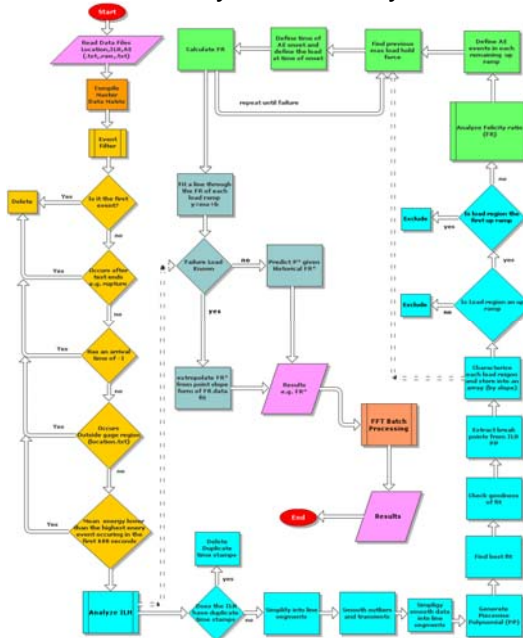 Start
Read Data Files
Location,ILH,AE
(.txt,.raw,.txt)
Compile
Master
Data Matrix
Event
Filter
Is it the first
event?
Yes
Delete
no
Occurs after
test ends
e.g. rupture
Yes
no
Has an arrival
time of -1
Yes
no
Occurs
Outside gage region
(location.txt)
Yes
no
Mean energy lower
than the highest enery
event occuring in the
first seconds
Yes
Analyze ILH
Does the ILH
have duplicate
time stamps
yes
Delete
Duplicate
time stamps
no
Simplify into line
segments
Smooth outliers
and transients
Simplify
smooth data
into line
segments
Generate
Piecewise
Polynomial (PP)
Find best fit
Check goodness
of fit
Extract break
points from ILH
PP
Characterize
each load region
and store into an
array (by slope)
Is Load region an up
ramp
no
Exclude
yes
Is load region the
first up ramp
yes
Exclude
no
Analyze Felicity ratio
(FR)
Define AE
events in each
remaining up
ramp
Find previous
max load hold
force
Define time of
AE onset and
define the load
at time of onset
Calculate FR
repeat until failure
Fit a line through
the FR of each
load ramp
y=mx+b
Failure Load
Known
no
Predict F* given
historical FR*
yes
extrapolate FR*
from point slope
form of FR data
fit
Results
e.g. FR*
FFT Batch
Processing
Results
End